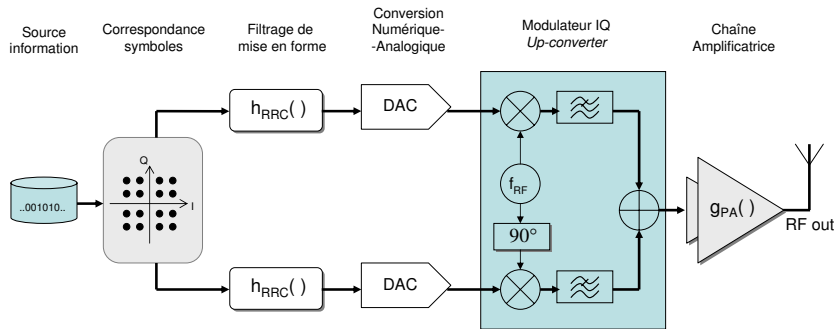 Source
information
Correspondance
symboles
Filtrage de
mise en forme
Conversion
Numérique-
-Analogique
Modulateur IQ
Up-converter
Chaîne
Amplificatrice
..001010..
Q
I
hRRC( )
DAC
fRF
90°
hRRC( )
DAC
gPA( )
RF out